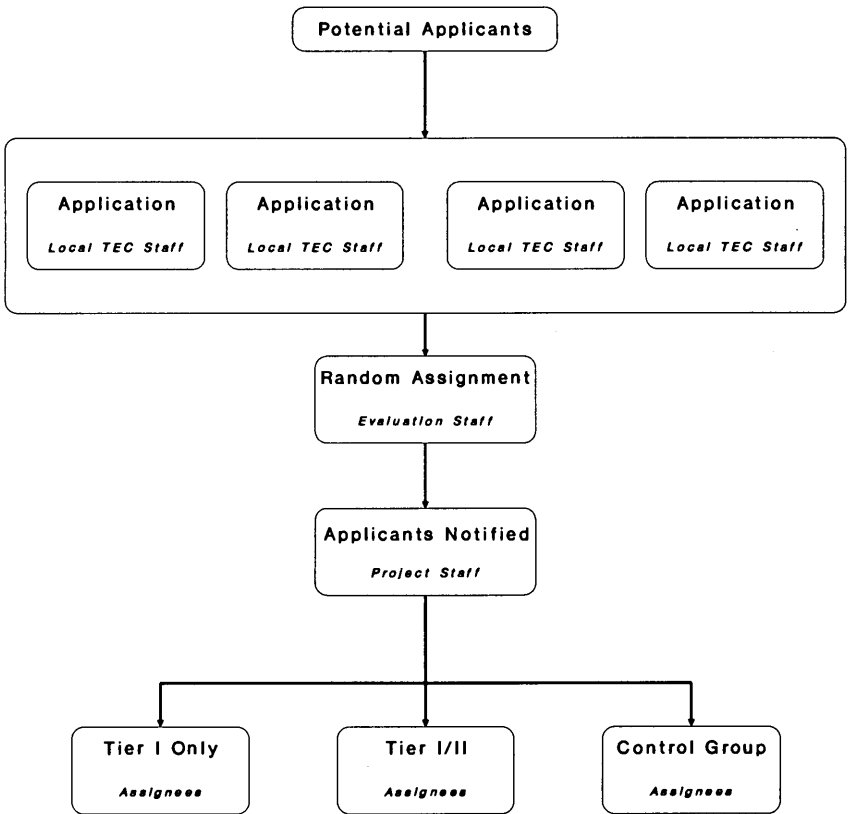 Potential Applicants
Application
Local TEC Staff
Application
Local TEC Staff
Application
Local TEC Staff
Application
Local TEC Staff
Random Assignment
Evaluation Staff
Applicants Notified
Project Staff
Tier I Only
Assignees
Tier I/II
Assignees
Control Group
Assignees